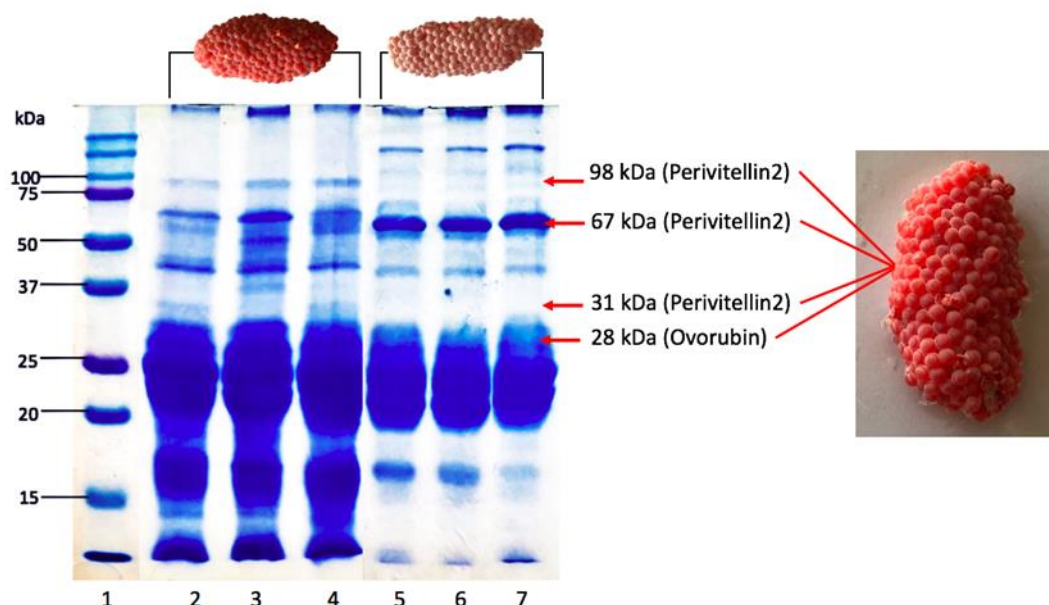 kDa
100
75
50
37
25
20
15
98 kDa (Perivitellin2)
67 kDa (Perivitellin2)
31 kDa (Perivitellin2)
28 kDa (Ovorubin)
1 2 3 4 5 6 7